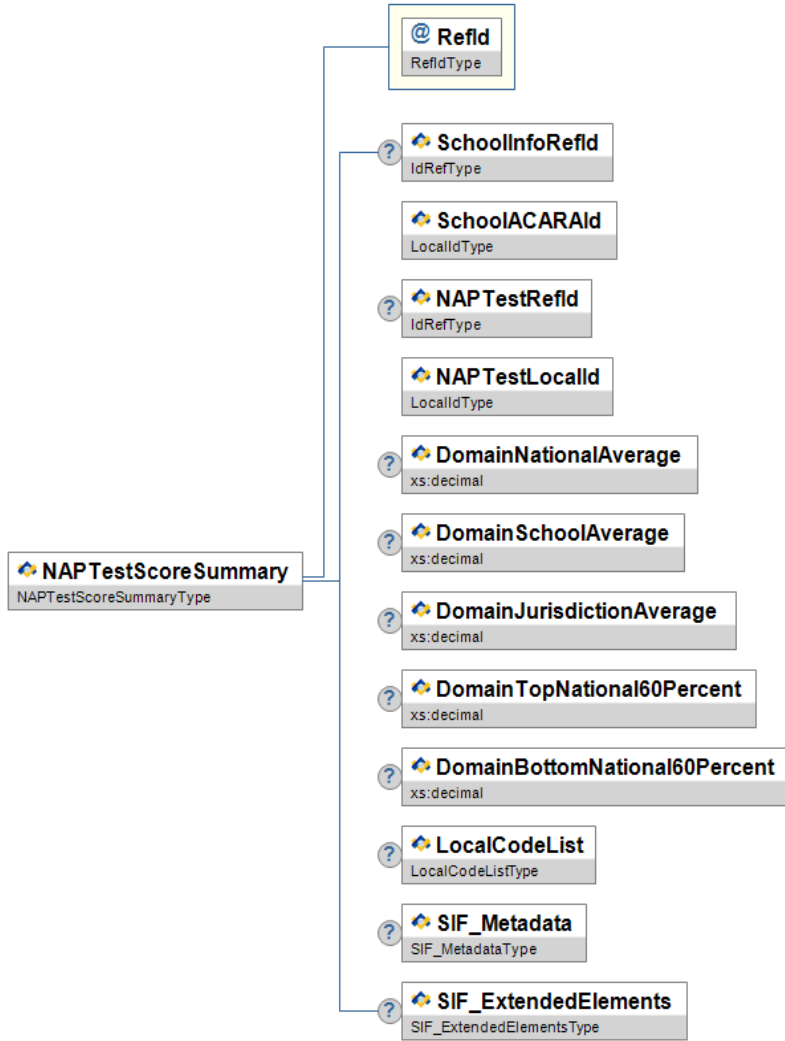 @ RefId
RefIdType
? SchoolInfoRefId
IdRefType
SchoolACARAId
LocalIdType
? NAPTestRefId
IdRefType
NAPTestLocalId
LocalIdType
? DomainNationalAverage
xs:decimal
? DomainSchoolAverage
xs:decimal
NAPTestScoreSummary
NAPTestScoreSummaryType
? DomainJurisdictionAverage
xs:decimal
? DomainTopNational60Percent
xs:decimal
? DomainBottomNational60Percent
xs:decimal
? LocalCodeList
LocalCodeListType
? SIF_Metadata
SIF_MetadataType
? SIF_ExtendedElements
SIF_ExtendedElementsType